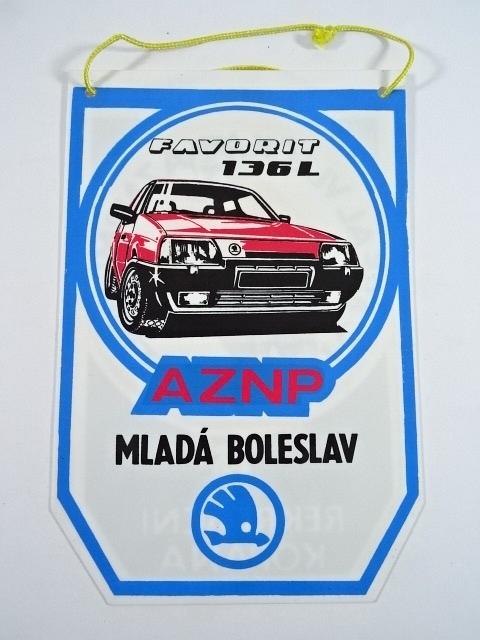 FAVORIT
136 L
AZNP
MLADÁ BOLESLAV